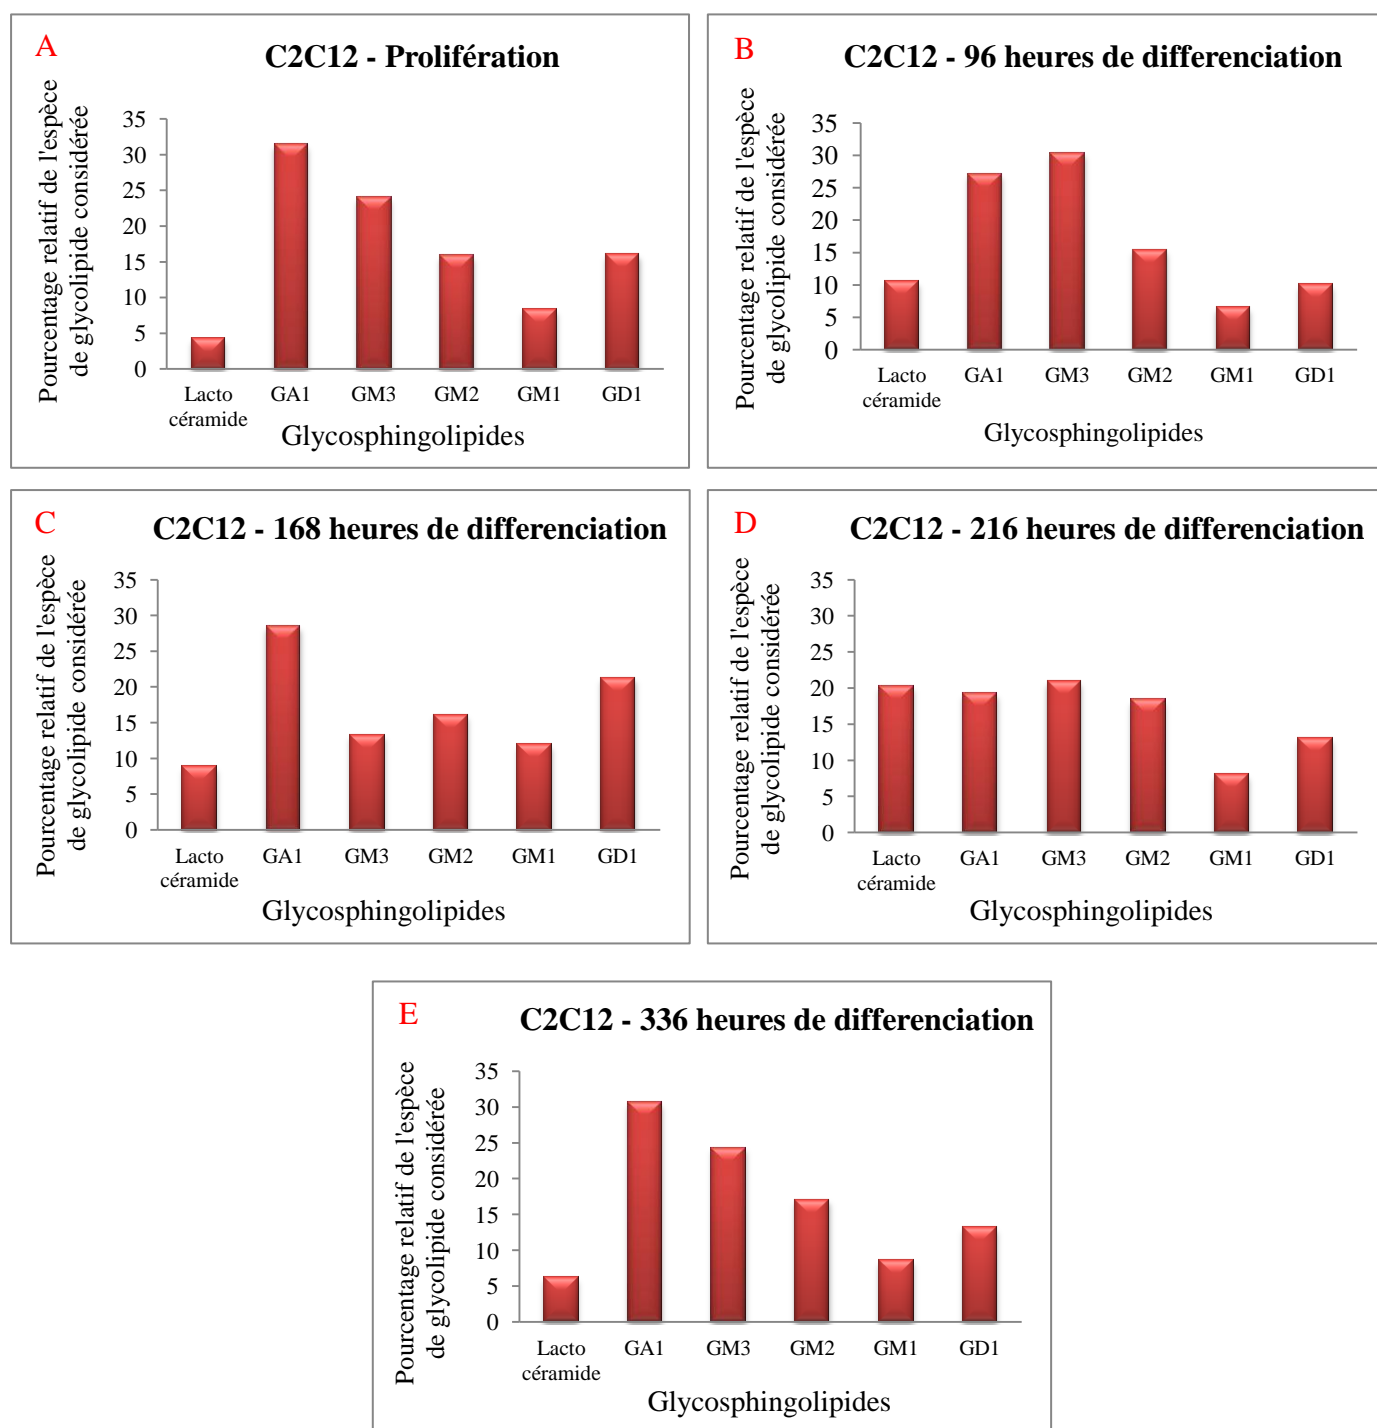 A
C2C12 - Prolifération
Pourcentage relatif de l'espèce
de glycolipide considérée
35
30
25
20
15
10
5
0
Lacto
céramide
GA1
GM3
GM2
GM1
GD1
Glycosphingolipides
B
C2C12 - 96 heures de differenciation
Pourcentage relatif de l'espèce
de glycolipide considérée
35
30
25
20
15
10
5
0
Lacto
céramide
GA1
GM3
GM2
GM1
GD1
Glycosphingolipides
C
C2C12 - 168 heures de differenciation
Pourcentage relatif de l'espèce
de glycolipide considérée
35
30
25
20
15
10
5
0
Lacto
céramide
GA1
GM3
GM2
GM1
GD1
Glycosphingolipides
D
C2C12 - 216 heures de differenciation
Pourcentage relatif de l'espèce
de glycolipide considérée
35
30
25
20
15
10
5
0
Lacto
céramide
GA1
GM3
GM2
GM1
GD1
Glycosphingolipides
E
C2C12 - 336 heures de differenciation
Pourcentage relatif de l'espèce
de glycolipide considérée
35
30
25
20
15
10
5
0
Lacto
céramide
GA1
GM3
GM2
GM1
GD1
Glycosphingolipides